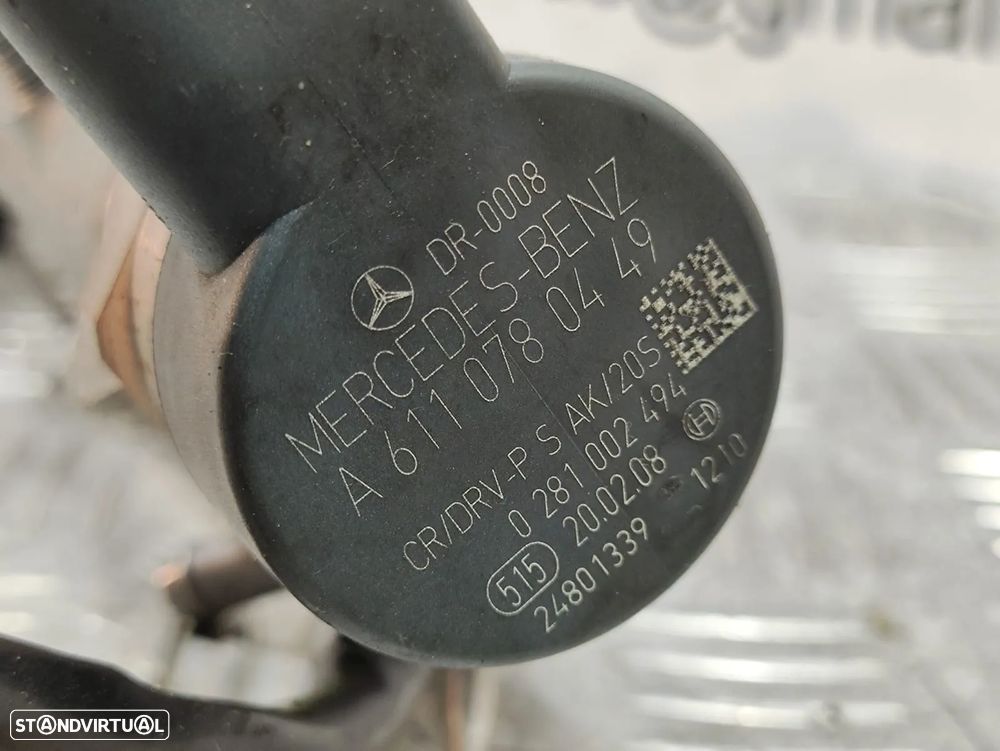 DR-0008
MERCEDES-BENZ
A 611 078 04 49
CR/DRV-P S AK/20S
0 281 002 494
515 20.02.08
24801339 1210
STANDVIRTUAL